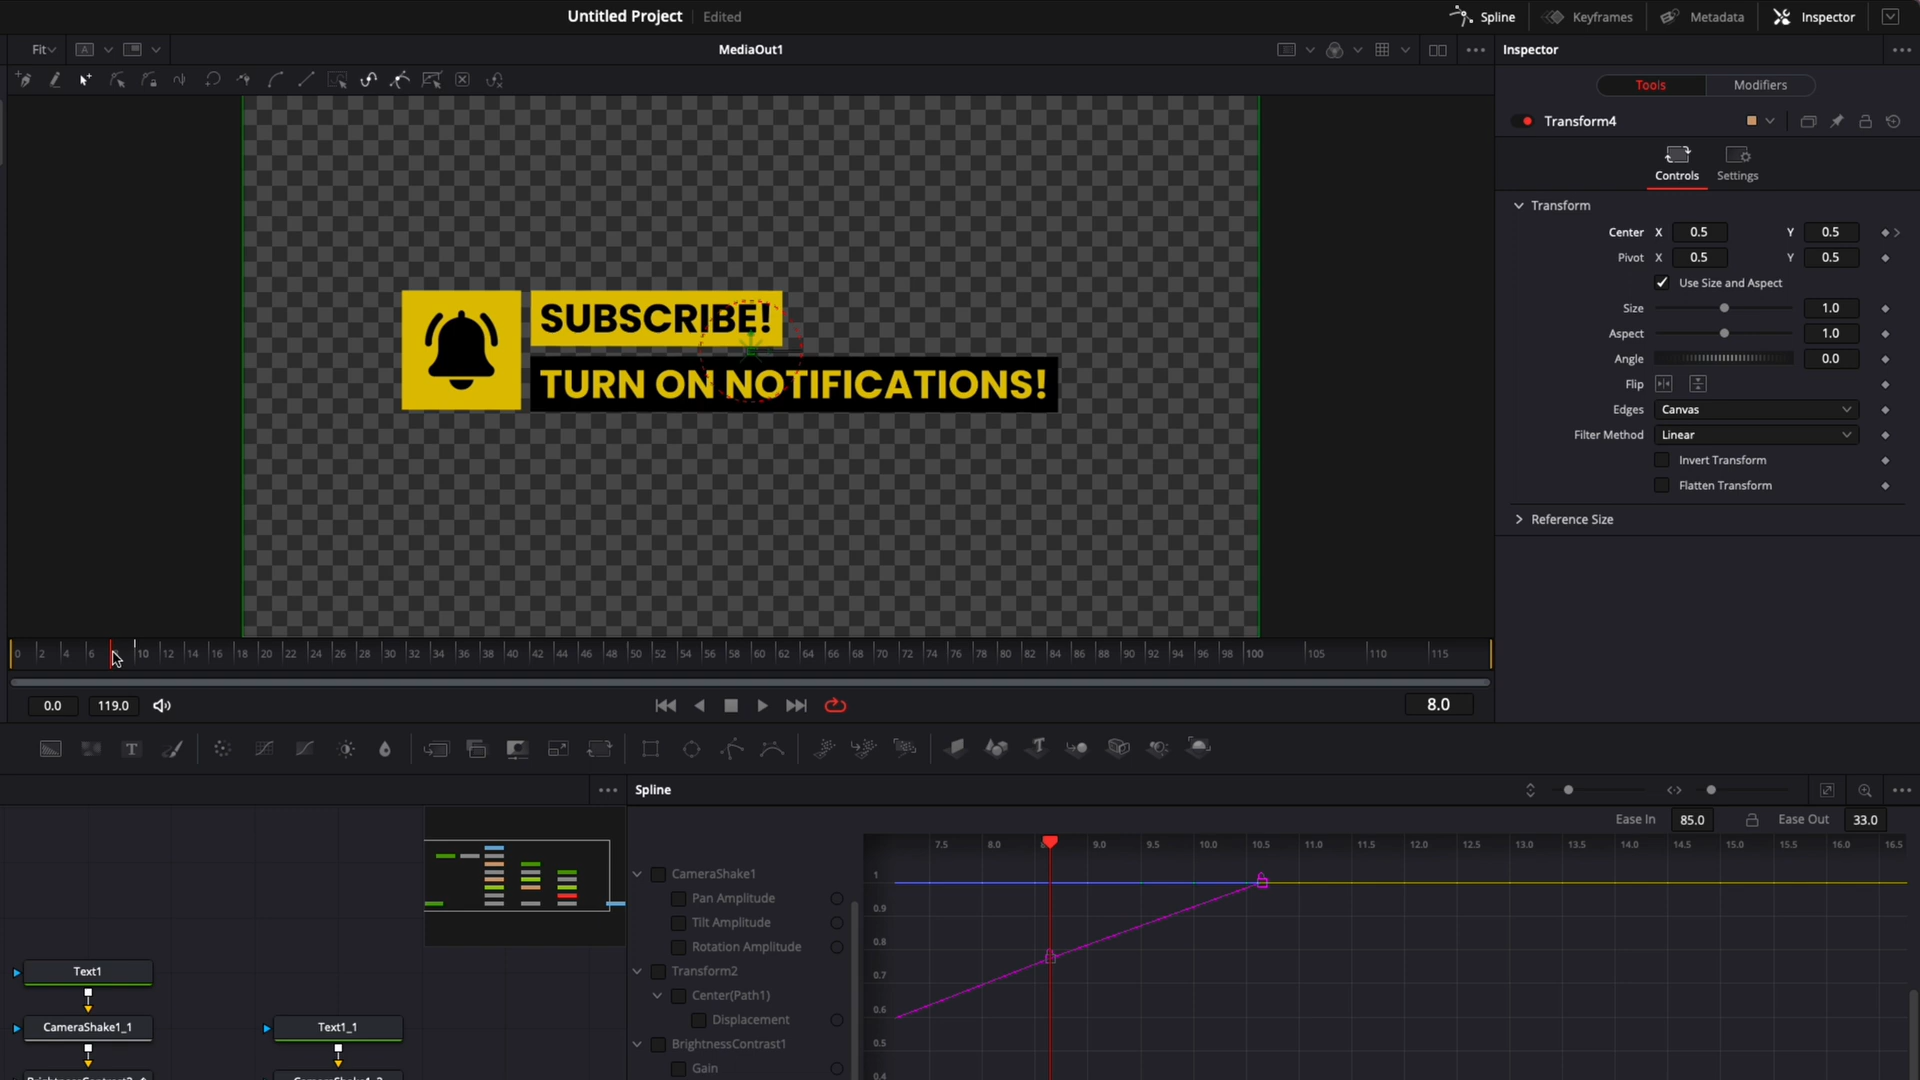 Untitled Project Edited
Spline Keyframes Metadata Inspector
Fit A MediaOut1 Inspector
Tools Modifiers
Transform4
Controls Settings
Transform
Center X 0.5 Y 0.5
Pivot X 0.5 Y 0.5
Use Size and Aspect
Size 1.0
Aspect 1.0
Angle 0.0
Flip
Edges Canvas
Filter Method Linear
Invert Transform
Flatten Transform
Reference Size
SUBSCRIBE!
TURN ON NOTIFICATIONS!
0 2 4 6 10 12 14 16 18 20 22 24 26 28 30 32 34 36 38 40 42 44 46 48 50 52 54 56 58 60 62 64 66 68 70 72 74 76 78 80 82 84 86 88 90 92 94 96 98 100 105 110 115
0.0 119.0 8.0
T
Spline
Ease In 85.0 Ease Out 33.0
7.5 8.0 9.0 9.5 10.0 10.5 11.0 11.5 12.0 12.5 13.0 13.5 14.0 14.5 15.0 15.5 16.0 16.5
CameraShake1
Pan Amplitude
Tilt Amplitude
Rotation Amplitude
Transform2
Center(Path1)
Displacement
BrightnessContrast1
Gain
1
0.9
0.8
0.7
0.6
0.5
0.4
Text1
CameraShake1_1
Text1_1